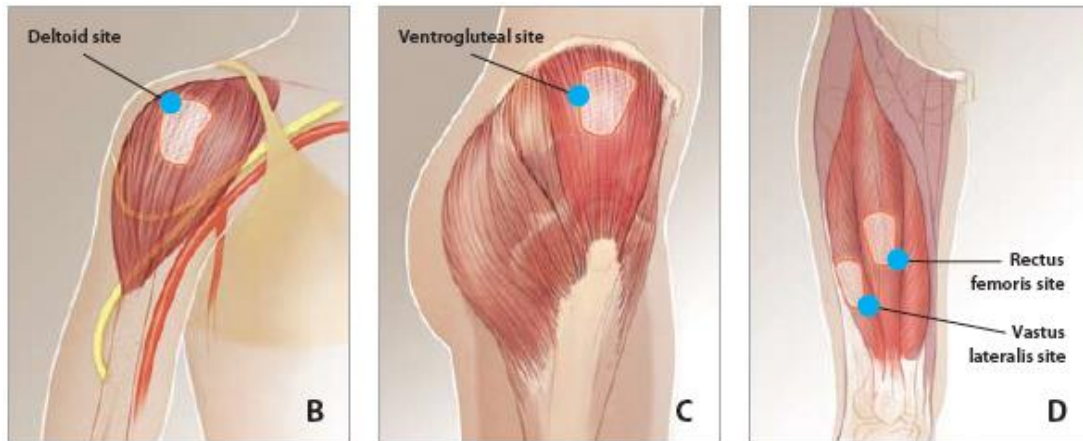 Deltoid site
B
Ventrogluteal site
C
Rectus
femoris site
Vastus
lateralis site
D